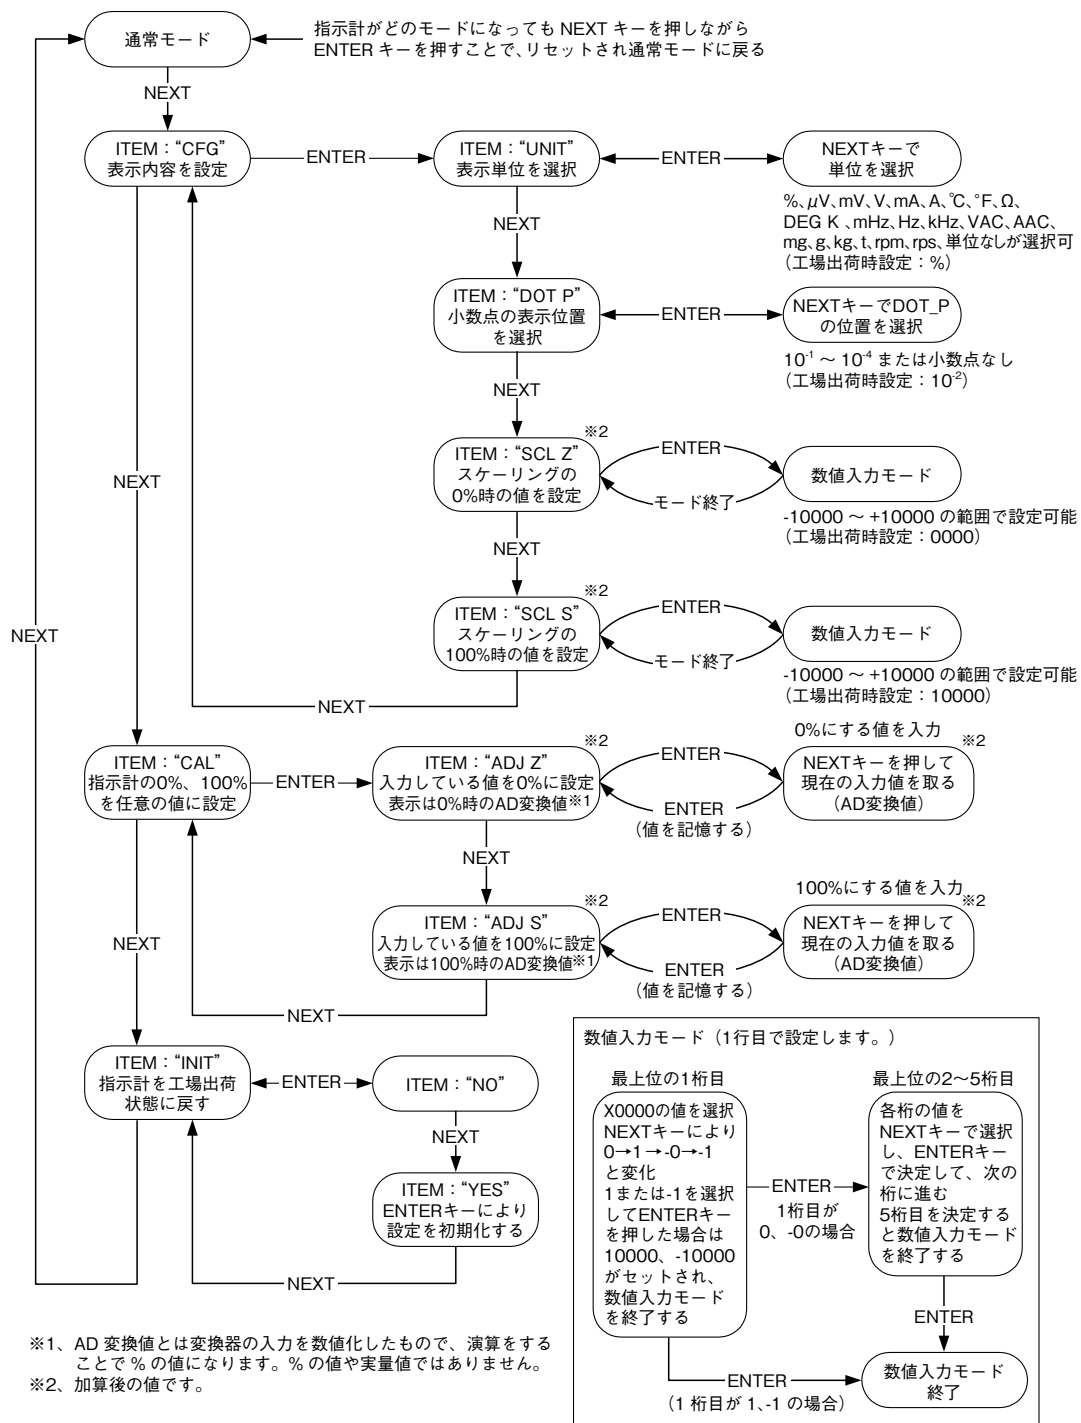 通常モード
指示計がどのモードになっても NEXT キーを押しながら
ENTER キーを押すことで、リセットされ通常モードに戻る
NEXT
ITEM：“CFG”
表示内容を設定
ENTER
ITEM：“UNIT”
表示単位を選択
ENTER
NEXTキーで
単位を選択
%、μV、mV、V、mA、A、℃、°F、Ω、
DEG K 、mHz、Hz、kHz、VAC、AAC、
mg、g、kg、t、rpm、rps、単位なしが選択可
（工場出荷時設定：%）
NEXT
ITEM：“DOT P”
小数点の表示位置
を選択
ENTER
NEXTキーでDOT_P
の位置を選択
10-1 ～ 10-4 または小数点なし
（工場出荷時設定：10-2）
NEXT
※2
ITEM：“SCL Z”
スケーリングの
0%時の値を設定
ENTER
モード終了
数値入力モード
-10000 ～ +10000 の範囲で設定可能
（工場出荷時設定：0000）
NEXT
NEXT
※2
ITEM：“SCL S”
スケーリングの
100%時の値を設定
ENTER
モード終了
数値入力モード
-10000 ～ +10000 の範囲で設定可能
（工場出荷時設定：10000）
NEXT
NEXT
ITEM：“CAL”
指示計の0%、100%
を任意の値に設定
ENTER
※2
ITEM：“ADJ Z”
入力している値を0%に設定
表示は0%時のAD変換値※1
ENTER
ENTER
（値を記憶する）
0%にする値を入力
※2
NEXTキーを押して
現在の入力値を取る
（AD変換値）
NEXT
NEXT
※2
ITEM：“ADJ S”
入力している値を100%に設定
表示は100%時のAD変換値※1
ENTER
ENTER
（値を記憶する）
100%にする値を入力
※2
NEXTキーを押して
現在の入力値を取る
（AD変換値）
NEXT
ITEM：“INIT”
指示計を工場出荷
状態に戻す
ENTER
ITEM：“NO”
NEXT
ITEM：“YES”
ENTERキーにより
設定を初期化する
NEXT
数値入力モード（1行目で設定します。）
最上位の1桁目
X0000の値を選択
NEXTキーにより
0→1→-0→-1
と変化
1または-1を選択
してENTERキー
を押した場合は
10000、-10000
がセットされ、
数値入力モード
を終了する
ENTER
1桁目が
0、-0の場合
最上位の2～5桁目
各桁の値を
NEXTキーで選択
し、ENTERキー
で決定して、次の
桁に進む
5桁目を決定する
と数値入力モード
を終了する
ENTER
ENTER
（1 桁目が 1、-1 の場合）
数値入力モード
終了
※1、AD 変換値とは変換器の入力を数値化したもので、演算をする
ことで % の値になります。% の値や実量値ではありません。
※2、加算後の値です。